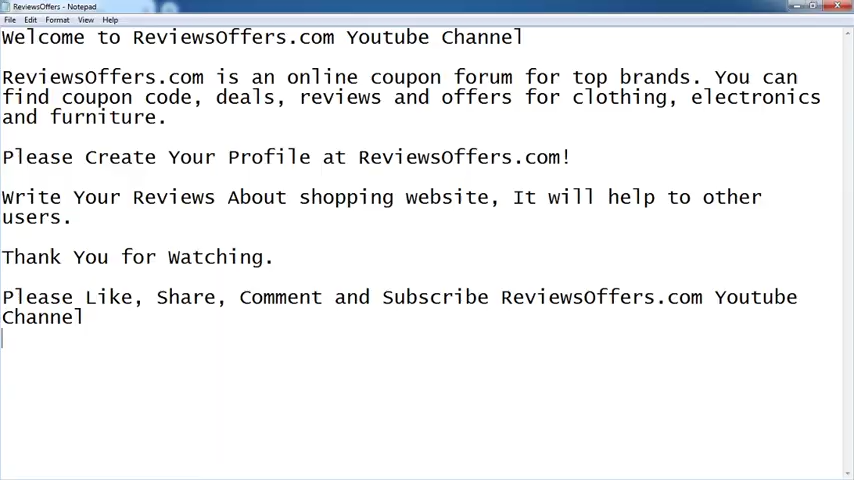 ReviewsOffers - Notepad
File Edit Format View Help
Welcome to ReviewsOffers.com Youtube Channel
ReviewsOffers.com is an online coupon forum for top brands. You can
find coupon code, deals, reviews and offers for clothing, electronics
and furniture.
Please Create Your Profile at ReviewsOffers.com!
Write Your Reviews About shopping website, It will help to other
users.
Thank You for Watching.
Please Like, Share, Comment and Subscribe ReviewsOffers.com Youtube
Channel